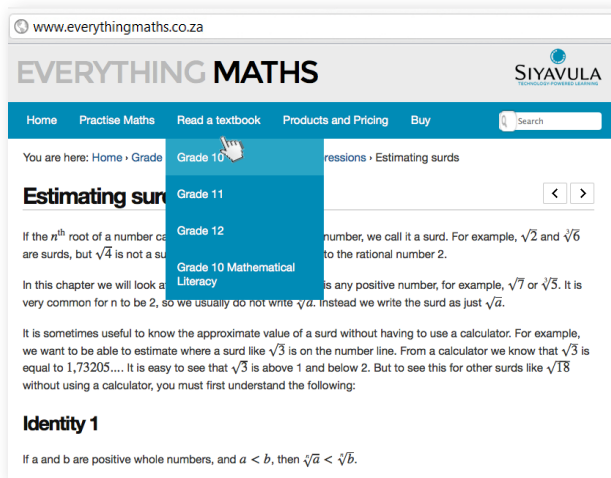 www.everythingmaths.co.za
EVERYTHING MATHS
SIYAVULA
TECHNOLOGY-POWERED LEARNING
Home Practise Maths Read a textbook Products and Pricing Buy Search
You are here: Home › Grade Grade 10 ressions › Estimating surds
Grade 11
Estimating sur < >
Grade 12
If the nᵗʰ root of a number ca number, we call it a surd. For example, √2 and ∛6
are surds, but √4 is not a su to the rational number 2.
Grade 10 Mathematical
Literacy
In this chapter we will look a is any positive number, for example, √7 or ∛5. It is
very common for n to be 2, so we usually do not write ²√a. Instead we write the surd as just √a.
It is sometimes useful to know the approximate value of a surd without having to use a calculator. For example,
we want to be able to estimate where a surd like √3 is on the number line. From a calculator we know that √3 is
equal to 1,73205.... It is easy to see that √3 is above 1 and below 2. But to see this for other surds like √18
without using a calculator, you must first understand the following:
Identity 1
If a and b are positive whole numbers, and a < b, then ⁿ√a < ⁿ√b.